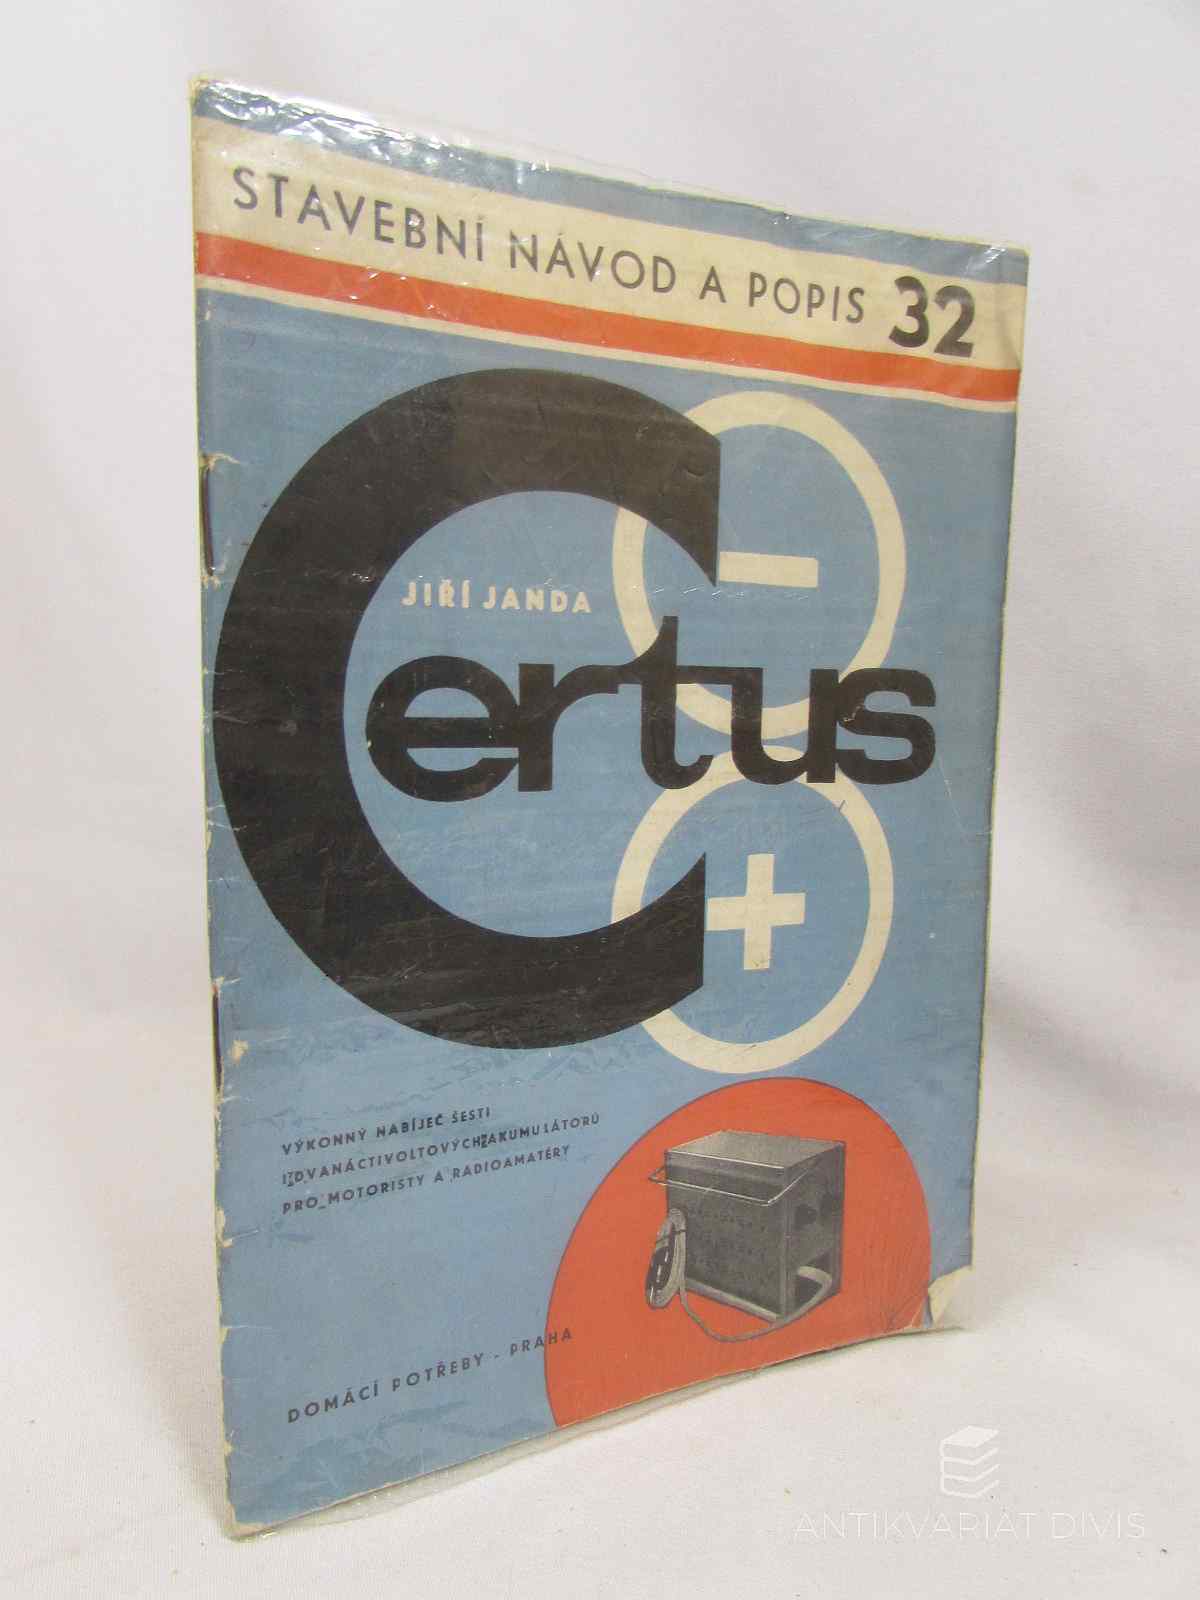 STAVEBNÍ NÁVOD A POPIS 32
JIŘÍ JANDA
Certus
VÝKONNÝ NABÍJEČ ŠESTI
I DVANÁCTIVOLTOVÝCH AKUMULÁTORŮ
PRO MOTORISTY A RADIOAMATÉRY
DOMÁCÍ POTŘEBY - PRAHA
ANTIKVARIÁT DIVIS